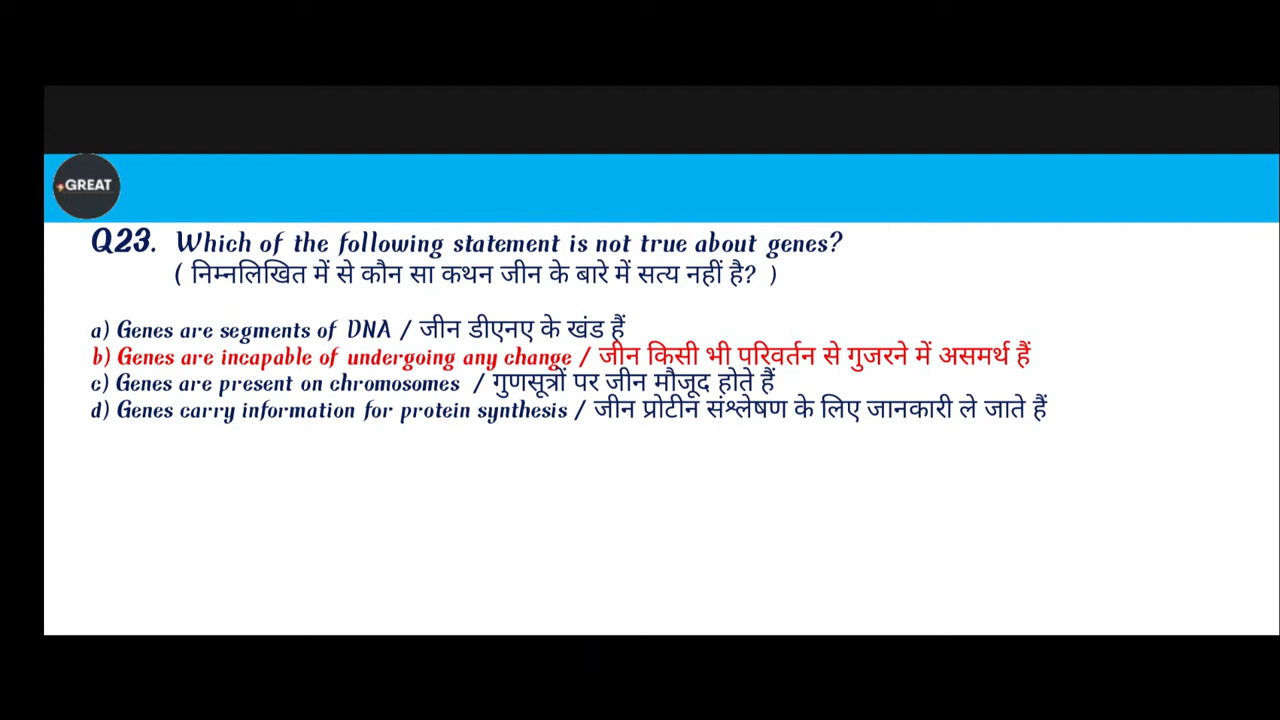 GREAT
Q23. Which of the following statement is not true about genes?
( निम्नलिखित में से कौन सा कथन जीन के बारे में सत्य नहीं है? )
a) Genes are segments of DNA / जीन डीएनए के खंड हैं
b) Genes are incapable of undergoing any change / जीन किसी भी परिवर्तन से गुजरने में असमर्थ हैं
c) Genes are present on chromosomes / गुणसूत्रों पर जीन मौजूद होते हैं
d) Genes carry information for protein synthesis / जीन प्रोटीन संश्लेषण के लिए जानकारी ले जाते हैं